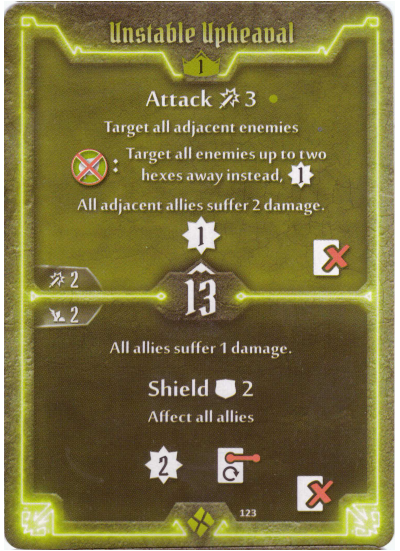 Unstable Upheaval
1
Attack 3
Target all adjacent enemies
: Target all enemies up to two
hexes away instead, 1
All adjacent allies suffer 2 damage.
1
2
13
2
All allies suffer 1 damage.
Shield 2
Affect all allies
2
123